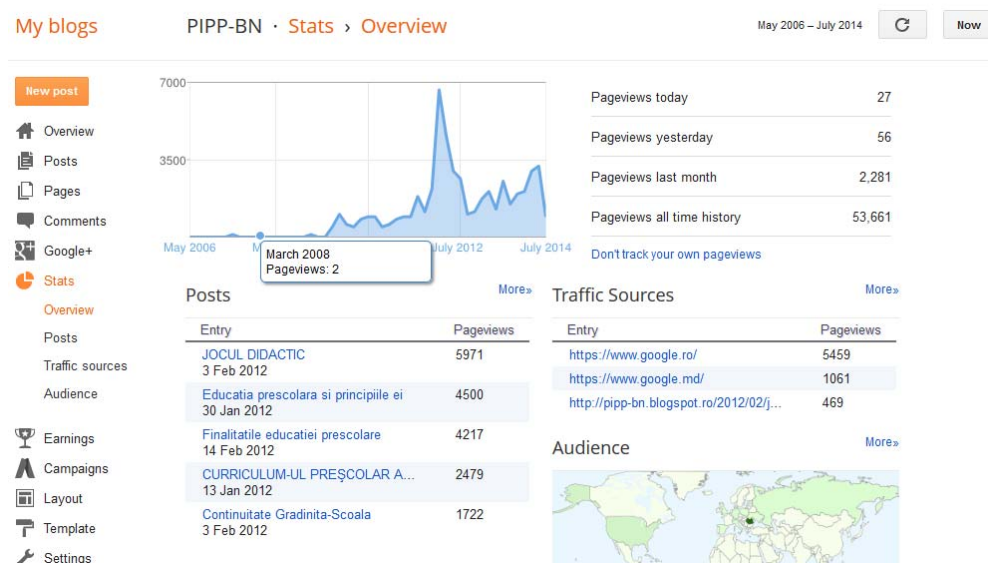 My blogs
PIPP-BN · Stats › Overview
May 2006 – July 2014
Now
New post
Overview
Posts
Pages
Comments
Google+
Stats
Overview
Posts
Traffic sources
Audience
Earnings
Campaigns
Layout
Template
Settings
7000
3500
May 2006
M
July 2012
July 2014
March 2008
Pageviews: 2
Pageviews today 27
Pageviews yesterday 56
Pageviews last month 2,281
Pageviews all time history 53,661
Don't track your own pageviews
Posts
More»
Entry Pageviews
JOCUL DIDACTIC 5971
3 Feb 2012
Educatia prescolara si principiile ei 4500
30 Jan 2012
Finalitatile educatiei prescolare 4217
14 Feb 2012
CURRICULUM-UL PREŞCOLAR A... 2479
13 Jan 2012
Continuitate Gradinita-Scoala 1722
3 Feb 2012
Traffic Sources
More»
Entry Pageviews
https://www.google.ro/ 5459
https://www.google.md/ 1061
http://pipp-bn.blogspot.ro/2012/02/j... 469
Audience
More»